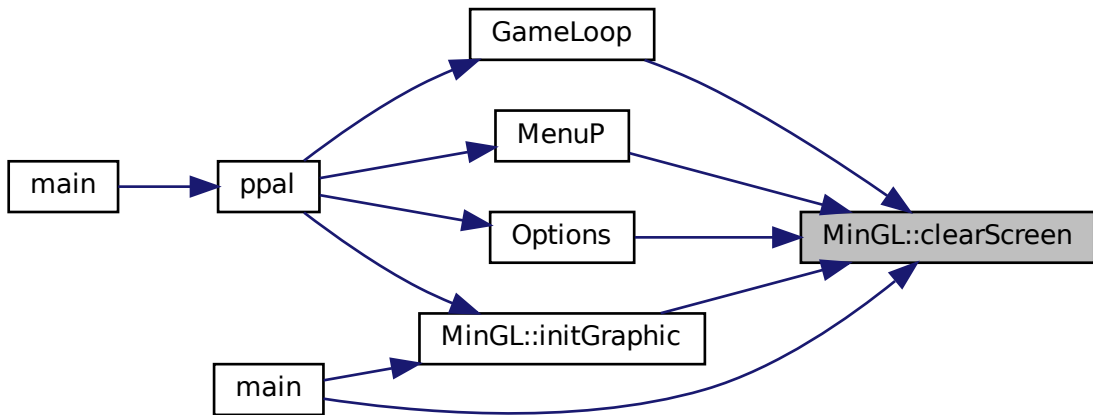 GameLoop
MenuP
main
ppal
Options
MinGL::clearScreen
MinGL::initGraphic
main